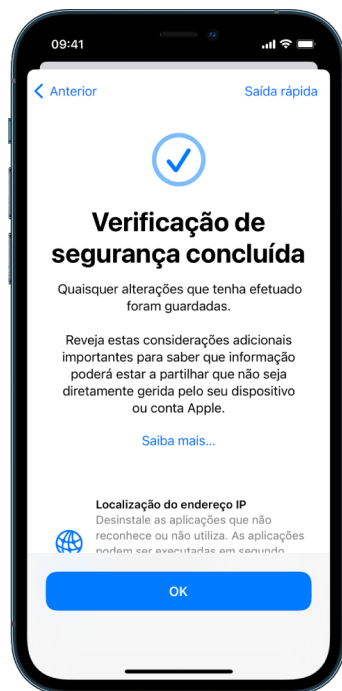 09:41
Anterior
Saída rápida
Verificação de
segurança concluída
Quaisquer alterações que tenha efetuado
foram guardadas.
Reveja estas considerações adicionais
importantes para saber que informação
poderá estar a partilhar que não seja
diretamente gerida pelo seu dispositivo
ou conta Apple.
Saiba mais...
Localização do endereço IP
Desinstale as aplicações que não
reconhece ou não utiliza. As aplicações
podem ser executadas em segundo
OK